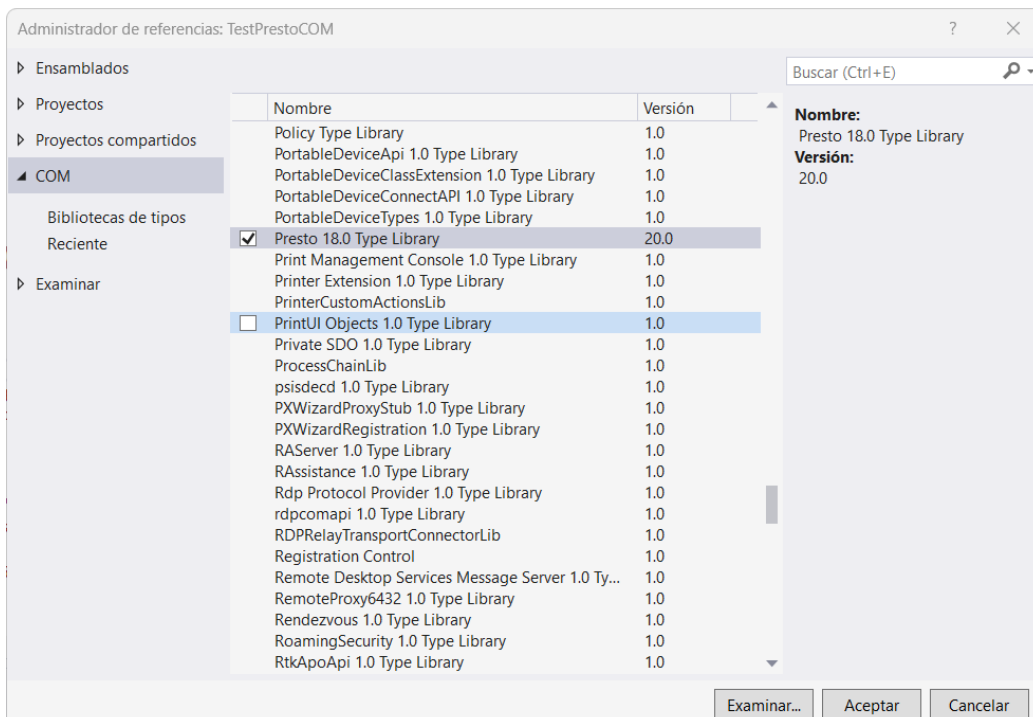 Administrador de referencias: TestPrestoCOM ?
Ensamblados
Proyectos
Proyectos compartidos
COM
Bibliotecas de tipos
Reciente
Examinar
Nombre Versión
Policy Type Library 1.0
PortableDeviceApi 1.0 Type Library 1.0
PortableDeviceClassExtension 1.0 Type Library 1.0
PortableDeviceConnectAPI 1.0 Type Library 1.0
PortableDeviceTypes 1.0 Type Library 1.0
Presto 18.0 Type Library 20.0
Print Management Console 1.0 Type Library 1.0
Printer Extension 1.0 Type Library 1.0
PrinterCustomActionsLib 1.0
PrintUI Objects 1.0 Type Library 1.0
Private SDO 1.0 Type Library 1.0
ProcessChainLib 1.0
psisdecd 1.0 Type Library 1.0
PXWizardProxyStub 1.0 Type Library 1.0
PXWizardRegistration 1.0 Type Library 1.0
RAServer 1.0 Type Library 1.0
RAssistance 1.0 Type Library 1.0
Rdp Protocol Provider 1.0 Type Library 1.0
rdpcomapi 1.0 Type Library 1.0
RDPRelayTransportConnectorLib 1.0
Registration Control 1.0
Remote Desktop Services Message Server 1.0 Ty... 1.0
RemoteProxy6432 1.0 Type Library 1.0
Rendezvous 1.0 Type Library 1.0
RoamingSecurity 1.0 Type Library 1.0
RtkApoApi 1.0 Type Library 1.0
Buscar (Ctrl+E)
Nombre:
Presto 18.0 Type Library
Versión:
20.0
Examinar... Aceptar Cancelar